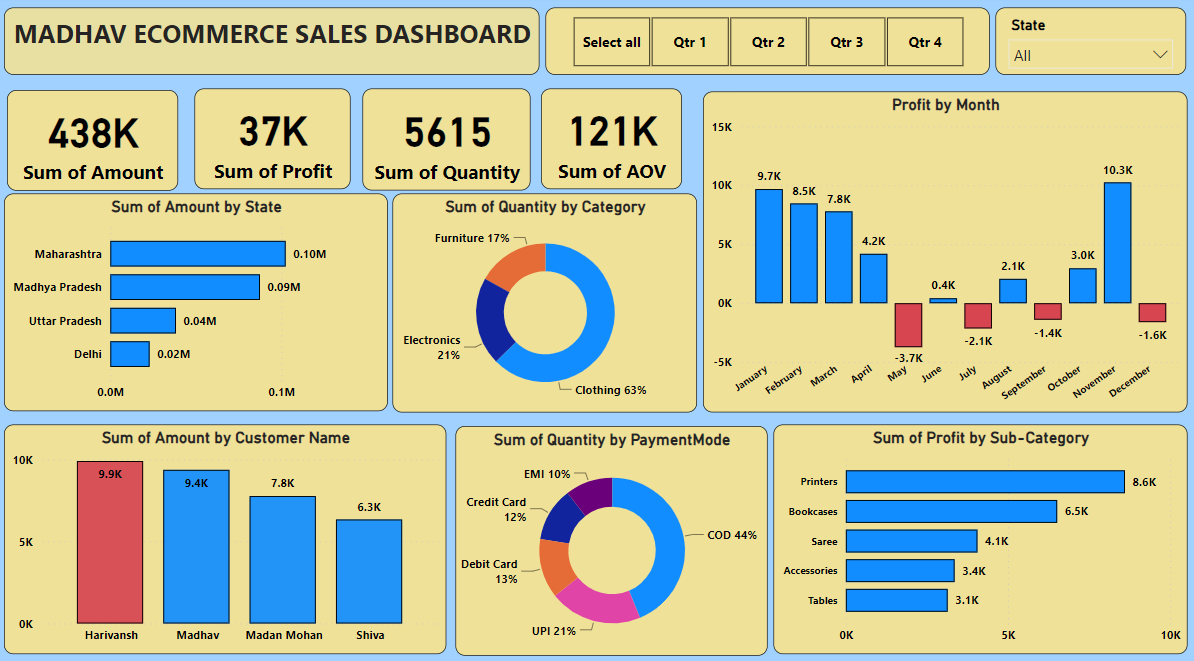 MADHAV ECOMMERCE SALES DASHBOARD
Select all
Qtr 1
Qtr 2
Qtr 3
Qtr 4
State
All
438K
Sum of Amount
37K
Sum of Profit
5615
Sum of Quantity
121K
Sum of AOV
Profit by Month
15K
10K
5K
0K
-5K
9.7K
8.5K
7.8K
4.2K
-3.7K
0.4K
-2.1K
2.1K
-1.4K
3.0K
10.3K
-1.6K
January
February
March
April
May
June
July
August
September
October
November
December
Sum of Amount by State
Maharashtra
0.10M
Madhya Pradesh
0.09M
Uttar Pradesh
0.04M
Delhi
0.02M
0.0M
0.1M
Sum of Quantity by Category
Furniture 17%
Electronics
21%
Clothing 63%
Sum of Amount by Customer Name
10K
5K
0K
9.9K
9.4K
7.8K
6.3K
Harivansh
Madhav
Madan Mohan
Shiva
Sum of Quantity by PaymentMode
EMI 10%
Credit Card
12%
COD 44%
Debit Card
13%
UPI 21%
Sum of Profit by Sub-Category
Printers
8.6K
Bookcases
6.5K
Saree
4.1K
Accessories
3.4K
Tables
3.1K
0K
5K
10K